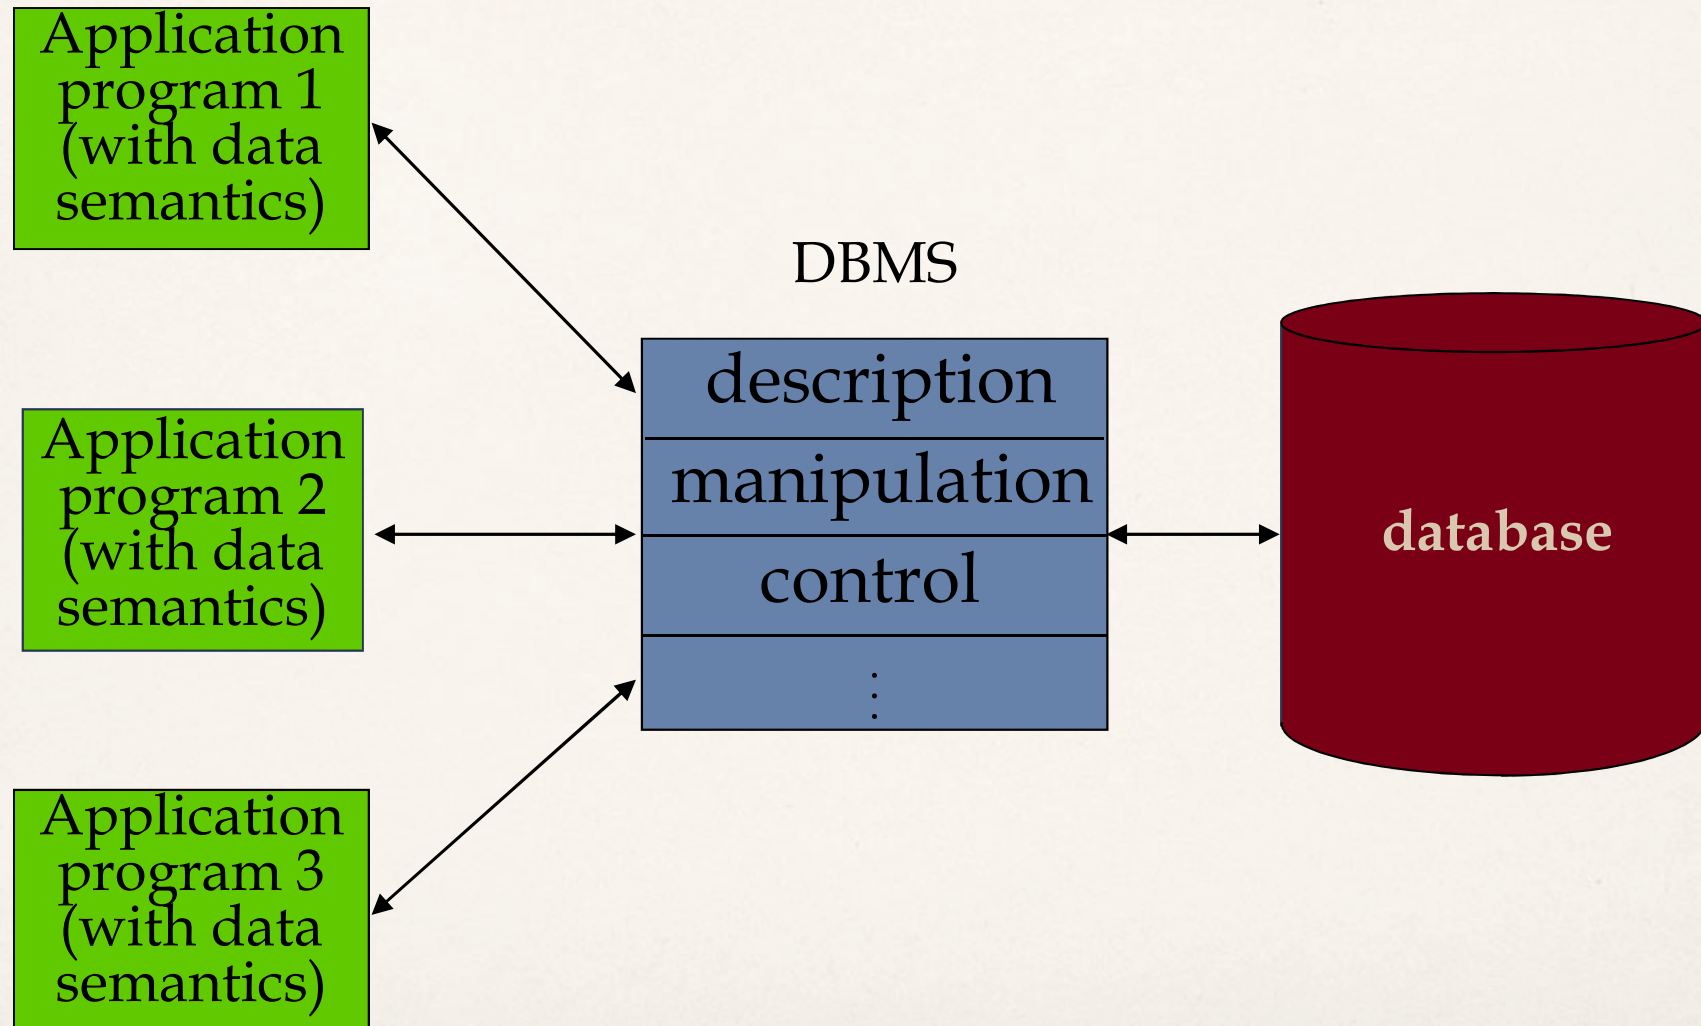 Application
program 1
(with data
semantics)
DBMS
description
manipulation
control
⋮
database
Application
program 2
(with data
semantics)
Application
program 3
(with data
semantics)